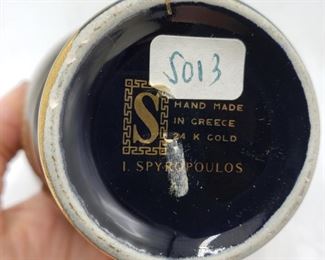 5013
S
HAND MADE
IN GREECE
24 K GOLD
I. SPYROPOULOS